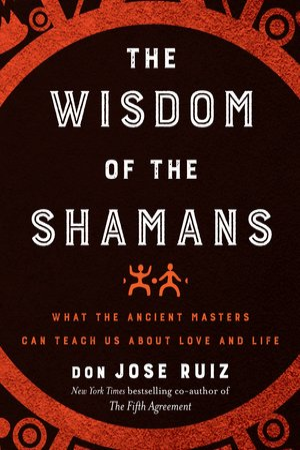 THE
WISDOM
OF THE
SHAMANS
WHAT THE ANCIENT MASTERS
CAN TEACH US ABOUT LOVE AND LIFE
DON JOSE RUIZ
New York Times bestselling co-author of
The Fifth Agreement